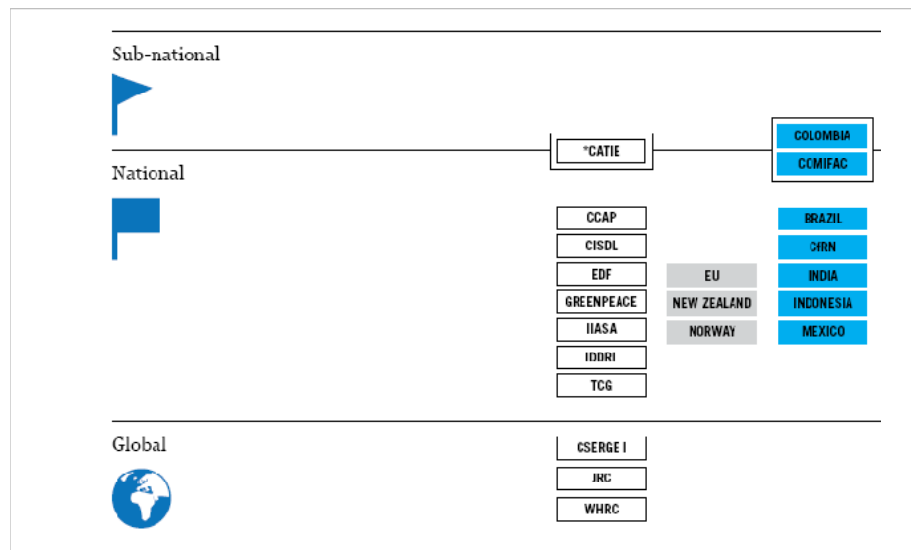 Sub-national
COLOMBIA
*CATIE
COMIFAC
National
CCAP
BRAZIL
CISDL
CfRN
EDF
EU
INDIA
GREENPEACE
NEW ZEALAND
INDONESIA
IIASA
NORWAY
MEXICO
IDDRI
TCG
Global
CSERGE I
JRC
WHRC